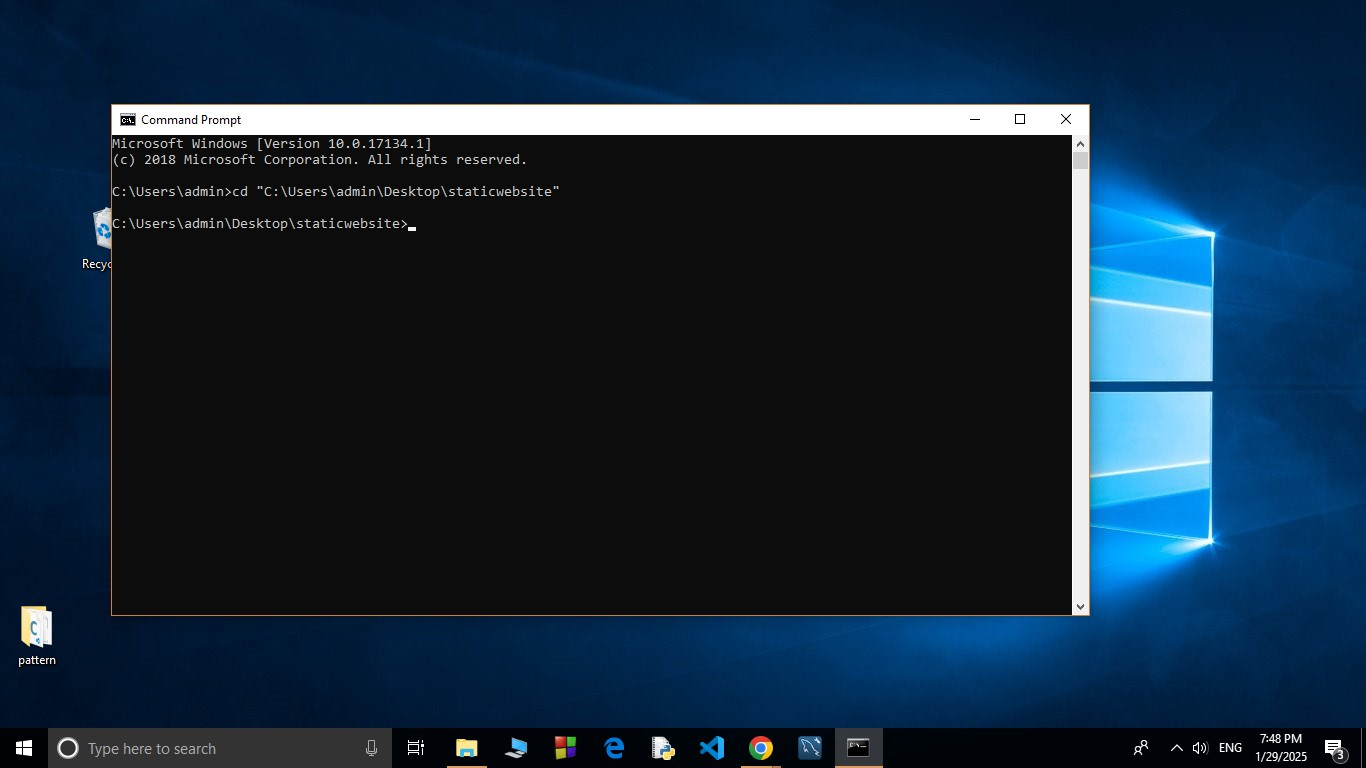 Command Prompt
Microsoft Windows [Version 10.0.17134.1]
(c) 2018 Microsoft Corporation. All rights reserved.
C:\Users\admin>cd "C:\Users\admin\Desktop\staticwebsite"
C:\Users\admin\Desktop\staticwebsite>
Recyc
pattern
Type here to search
ENG
7:48 PM
1/29/2025
3